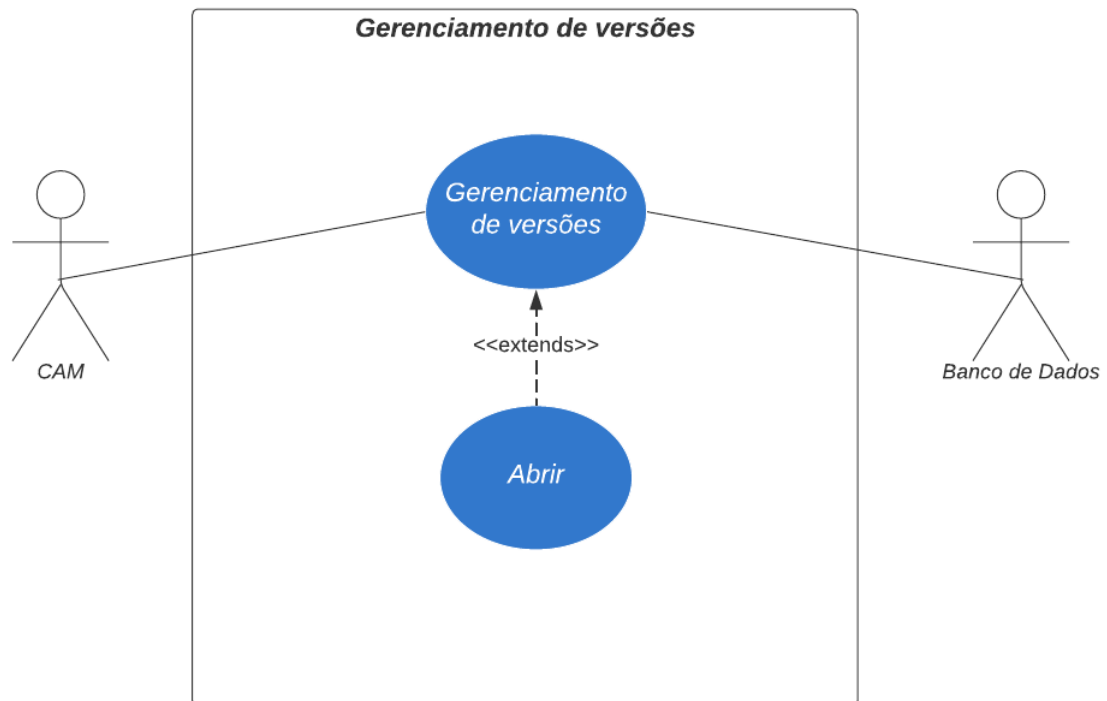 Gerenciamento de versões
Gerenciamento
de versões
<<extends>>
CAM
Banco de Dados
Abrir